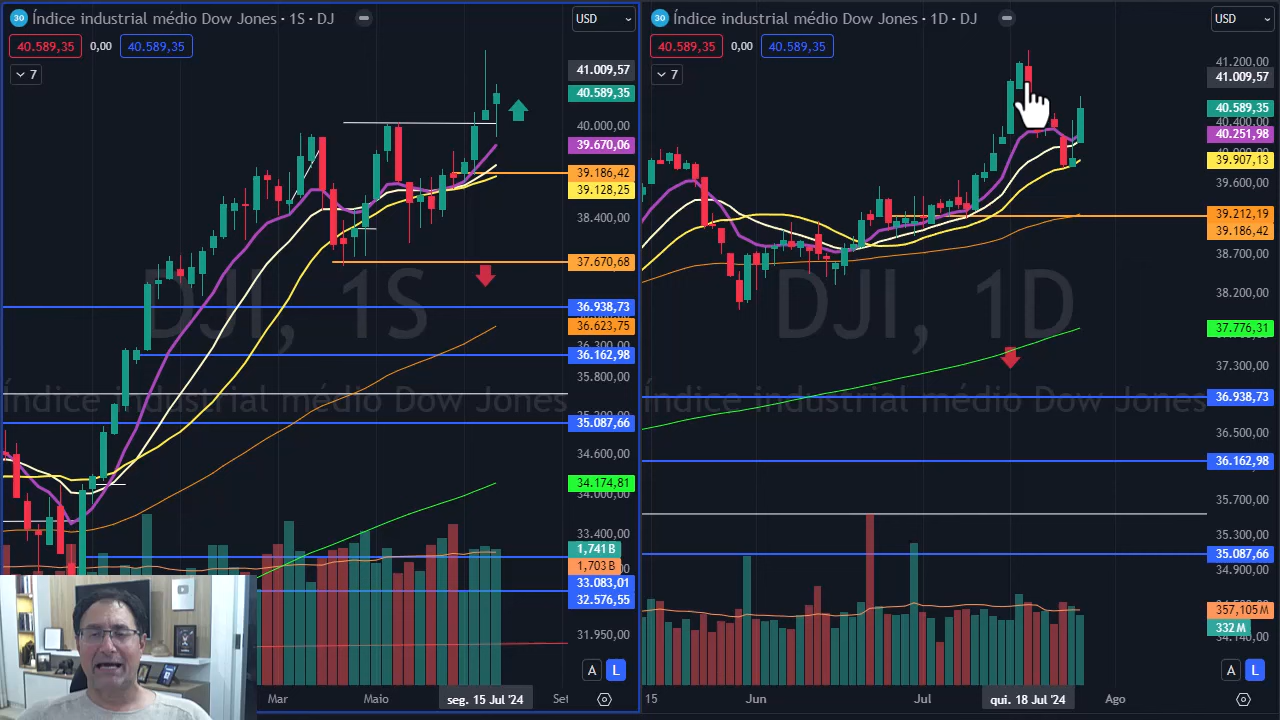 30 Índice industrial médio Dow Jones · 1S · DJ
USD
40.589,35 0,00 40.589,35
7
41.009,57
40.589,35
40.000,00
39.670,06
39.186,42
39.128,25
38.400,00
37.670,68
36.938,73
36.623,75
36.162,98
35.800,00
35.087,66
34.600,00
34.174,81
34.000,00
33.400,00
1,741 B
1,703 B
33.083,01
32.576,55
31.950,00
DJI, 1S
Índice industrial médio Dow Jones
A L
Mar Maio seg. 15 Jul '24 Set
30 Índice industrial médio Dow Jones · 1D · DJ
USD
40.589,35 0,00 40.589,35
7
41.200,00
41.009,57
40.589,35
40.400,00
40.251,98
39.907,13
39.600,00
39.212,19
39.186,42
38.700,00
38.200,00
37.776,31
37.300,00
36.938,73
36.500,00
36.162,98
35.700,00
35.300,00
35.087,66
34.900,00
357,105 M
332 M
34.140,00
DJI, 1D
Índice industrial médio Dow Jones
A L
15 Jun Jul qui. 18 Jul '24 Ago